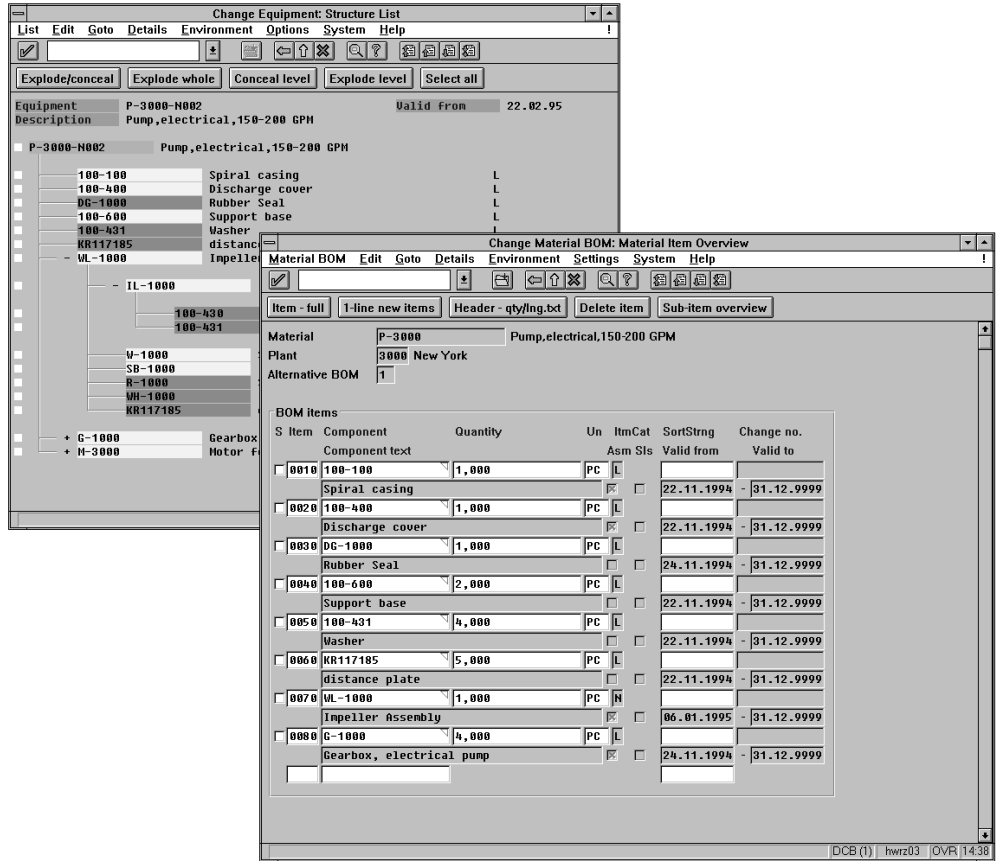 Change Equipment: Structure List
List Edit Goto Details Environment Options System Help !
Explode/conceal Explode whole Conceal level Explode level Select all
Equipment P-3000-N002 Valid from 22.02.95
Description Pump,electrical,150-200 GPM
P-3000-N002 Pump,electrical,150-200 GPM
100-100 Spiral casing L
100-400 Discharge cover L
DG-1000 Rubber Seal L
100-600 Support base L
100-431 Washer L
KR117185 distanc
- WL-1000 Impelle
- IL-1000
100-430
100-431
W-1000
SB-1000
R-1000
WH-1000
KR117185
+ G-1000 Gearbox
+ M-3000 Motor f
Change Material BOM: Material Item Overview
Material BOM Edit Goto Details Environment Settings System Help !
Item - full 1-line new items Header - qty/lng.txt Delete item Sub-item overview
Material P-3000 Pump,electrical,150-200 GPM
Plant 3000 New York
Alternative BOM 1
BOM items
S Item Component Quantity Un ItmCat SortStrng Change no.
Component text Asm Sls Valid from Valid to
0010 100-100 1,000 PC L
Spiral casing 22.11.1994 - 31.12.9999
0020 100-400 1,000 PC L
Discharge cover 22.11.1994 - 31.12.9999
0030 DG-1000 1,000 PC L
Rubber Seal 24.11.1994 - 31.12.9999
0040 100-600 2,000 PC L
Support base 22.11.1994 - 31.12.9999
0050 100-431 4,000 PC L
Washer 22.11.1994 - 31.12.9999
0060 KR117185 5,000 PC L
distance plate 22.11.1994 - 31.12.9999
0070 WL-1000 1,000 PC N
Impeller Assembly 06.01.1995 - 31.12.9999
0080 G-1000 4,000 PC L
Gearbox, electrical pump 24.11.1994 - 31.12.9999
DCB (1) hwrz03 OVR 14:38